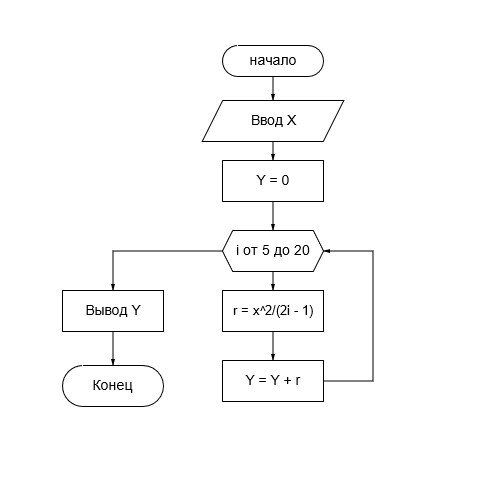 начало
Ввод X
Y = 0
i от 5 до 20
r = x^2/(2i - 1)
Y = Y + r
Вывод Y
Конец